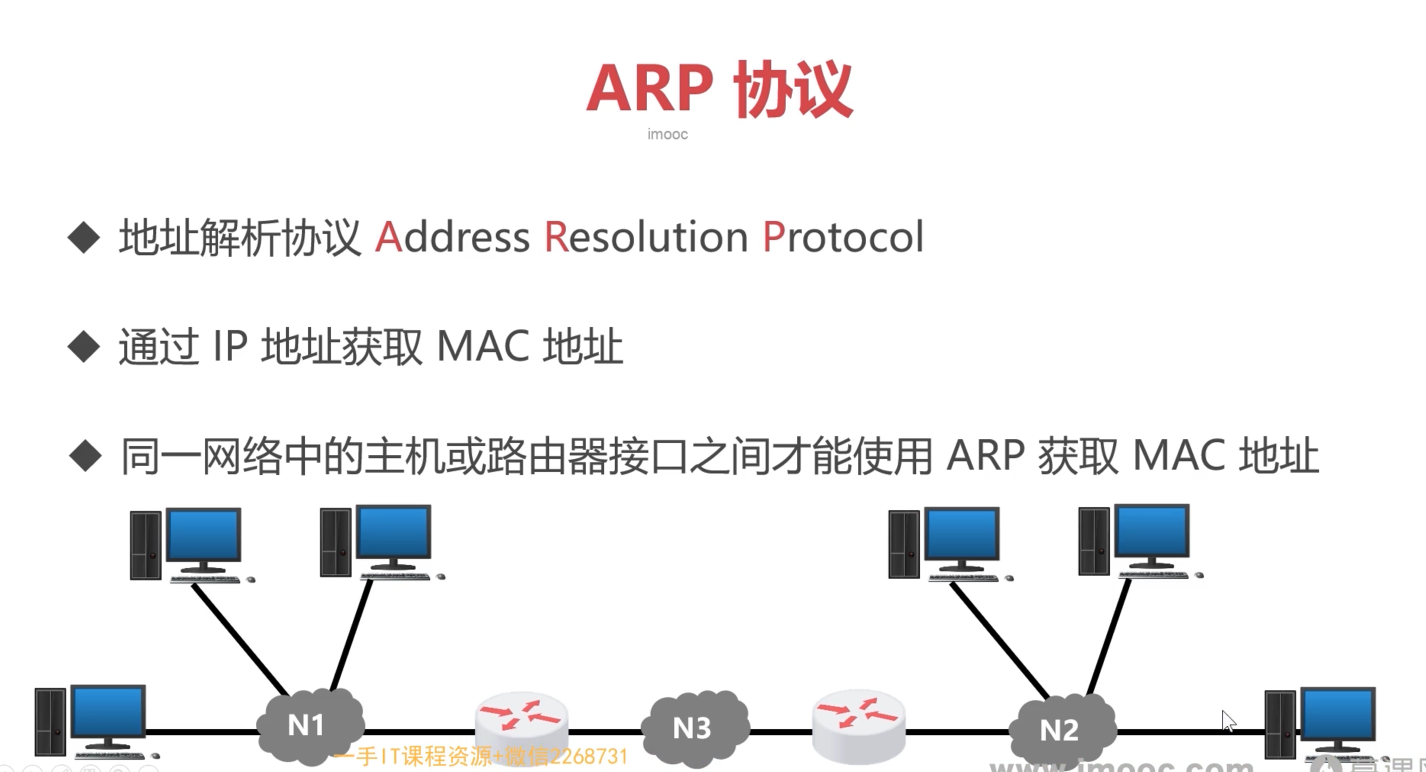 ARP 协议
imooc
地址解析协议 Address Resolution Protocol
通过 IP 地址获取 MAC 地址
同一网络中的主机或路由器接口之间才能使用 ARP 获取 MAC 地址
N1
N3
N2
一手IT课程资源+微信2268731
www.imooc.com